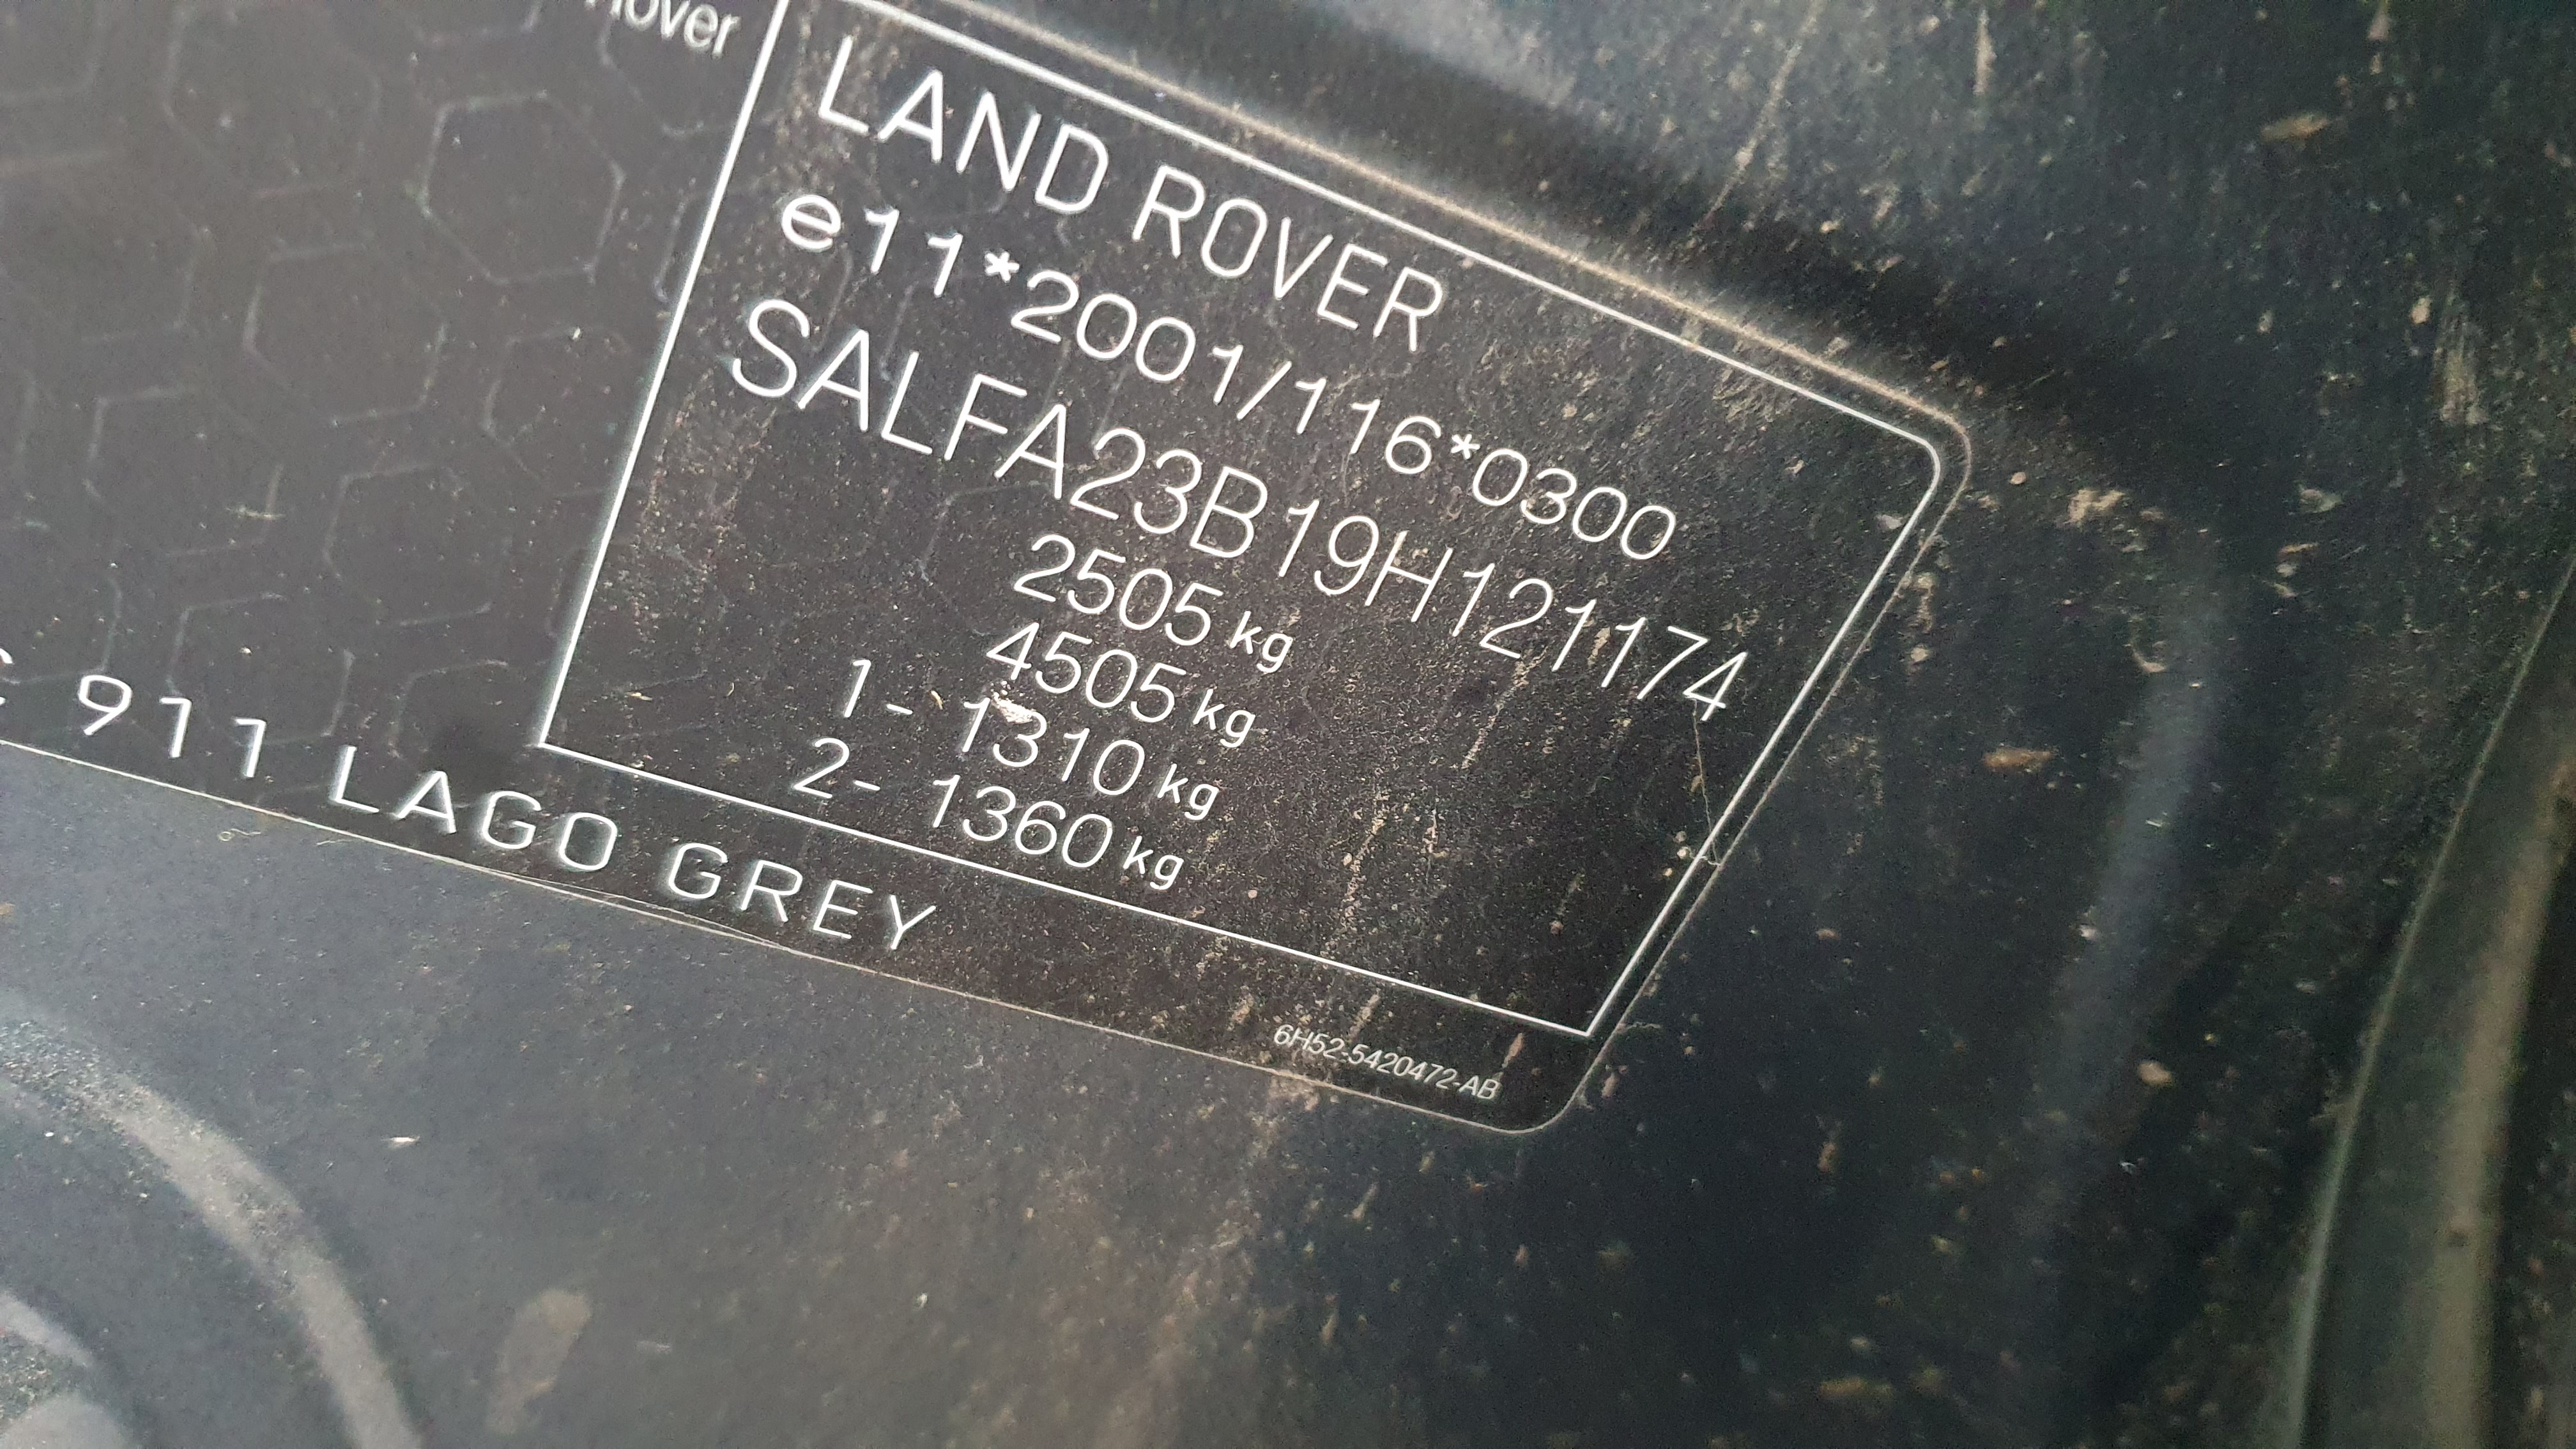 LAND ROVER
e11*2001/116*0300
SALFA23B19H121174
2505 kg
4505 kg
1- 1310 kg
2- 1360 kg
911 LAGO GREY
6H52-5420472-AB